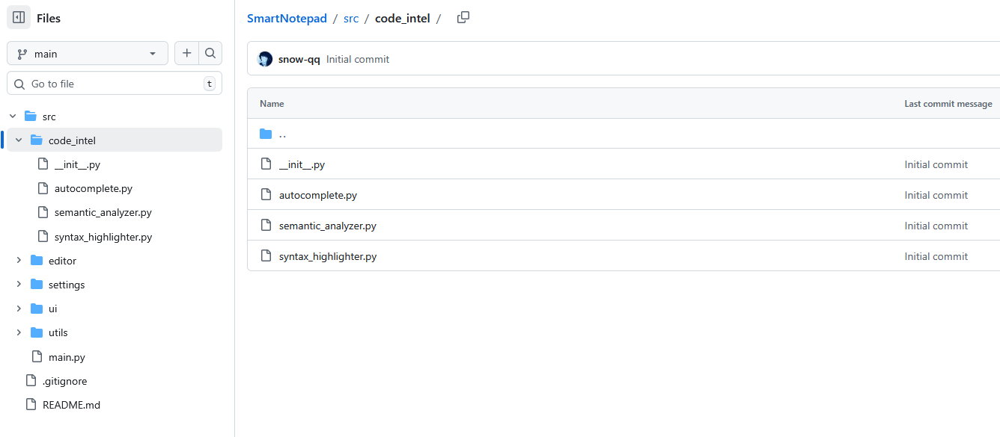 Files
main
Go to file
t
src
code_intel
__init__.py
autocomplete.py
semantic_analyzer.py
syntax_highlighter.py
editor
settings
ui
utils
main.py
.gitignore
README.md
SmartNotepad / src / code_intel /
snow-qq Initial commit
Name Last commit message
..
__init__.py Initial commit
autocomplete.py Initial commit
semantic_analyzer.py Initial commit
syntax_highlighter.py Initial commit